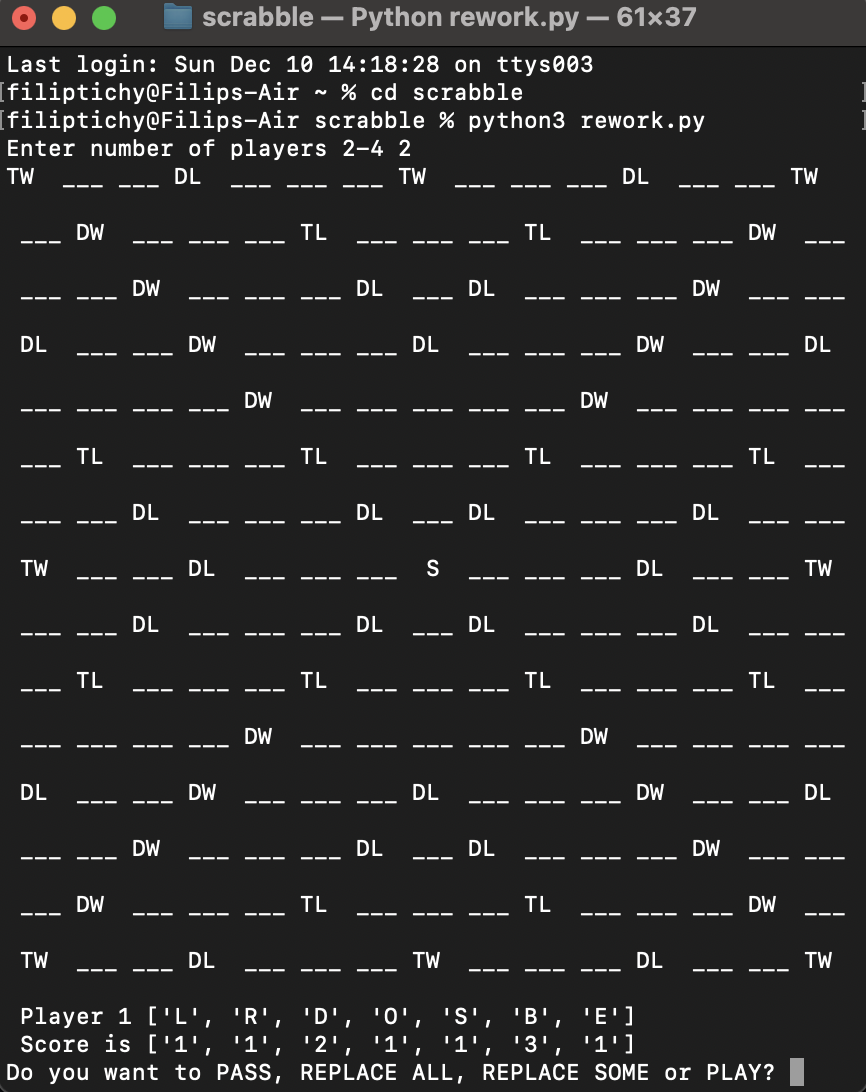 scrabble — Python rework.py — 61×37
Last login: Sun Dec 10 14:18:28 on ttys003
[filiptichy@Filips-Air ~ % cd scrabble ]
[filiptichy@Filips-Air scrabble % python3 rework.py ]
Enter number of players 2-4 2
TW  ___ ___ DL  ___ ___ ___ TW  ___ ___ ___ DL  ___ ___ TW
 ___ DW  ___ ___ ___ TL  ___ ___ ___ TL  ___ ___ ___ DW  ___
 ___ ___ DW  ___ ___ ___ DL  ___ DL  ___ ___ ___ DW  ___ ___
 DL  ___ ___ DW  ___ ___ ___ DL  ___ ___ ___ DW  ___ ___ DL
 ___ ___ ___ ___ DW  ___ ___ ___ ___ ___ DW  ___ ___ ___ ___
 ___ TL  ___ ___ ___ TL  ___ ___ ___ TL  ___ ___ ___ TL  ___
 ___ ___ DL  ___ ___ ___ DL  ___ DL  ___ ___ ___ DL  ___ ___
 TW  ___ ___ DL  ___ ___ ___  S  ___ ___ ___ DL  ___ ___ TW
 ___ ___ DL  ___ ___ ___ DL  ___ DL  ___ ___ ___ DL  ___ ___
 ___ TL  ___ ___ ___ TL  ___ ___ ___ TL  ___ ___ ___ TL  ___
 ___ ___ ___ ___ DW  ___ ___ ___ ___ ___ DW  ___ ___ ___ ___
 DL  ___ ___ DW  ___ ___ ___ DL  ___ ___ ___ DW  ___ ___ DL
 ___ ___ DW  ___ ___ ___ DL  ___ DL  ___ ___ ___ DW  ___ ___
 ___ DW  ___ ___ ___ TL  ___ ___ ___ TL  ___ ___ ___ DW  ___
 TW  ___ ___ DL  ___ ___ ___ TW  ___ ___ ___ DL  ___ ___ TW
 Player 1 ['L', 'R', 'D', 'O', 'S', 'B', 'E']
 Score is ['1', '1', '2', '1', '1', '3', '1']
Do you want to PASS, REPLACE ALL, REPLACE SOME or PLAY?